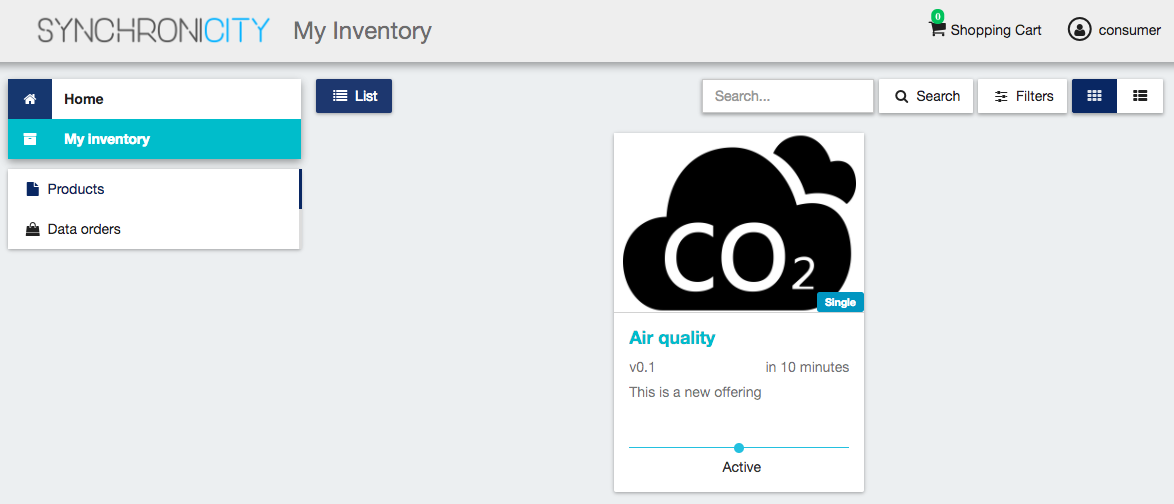 SYNCHRONICITY My Inventory
0
Shopping Cart
consumer
Home
My Inventory
Products
Data orders
List
Search...
Search
Filters
CO2
Single
Air quality
v0.1 in 10 minutes
This is a new offering
Active